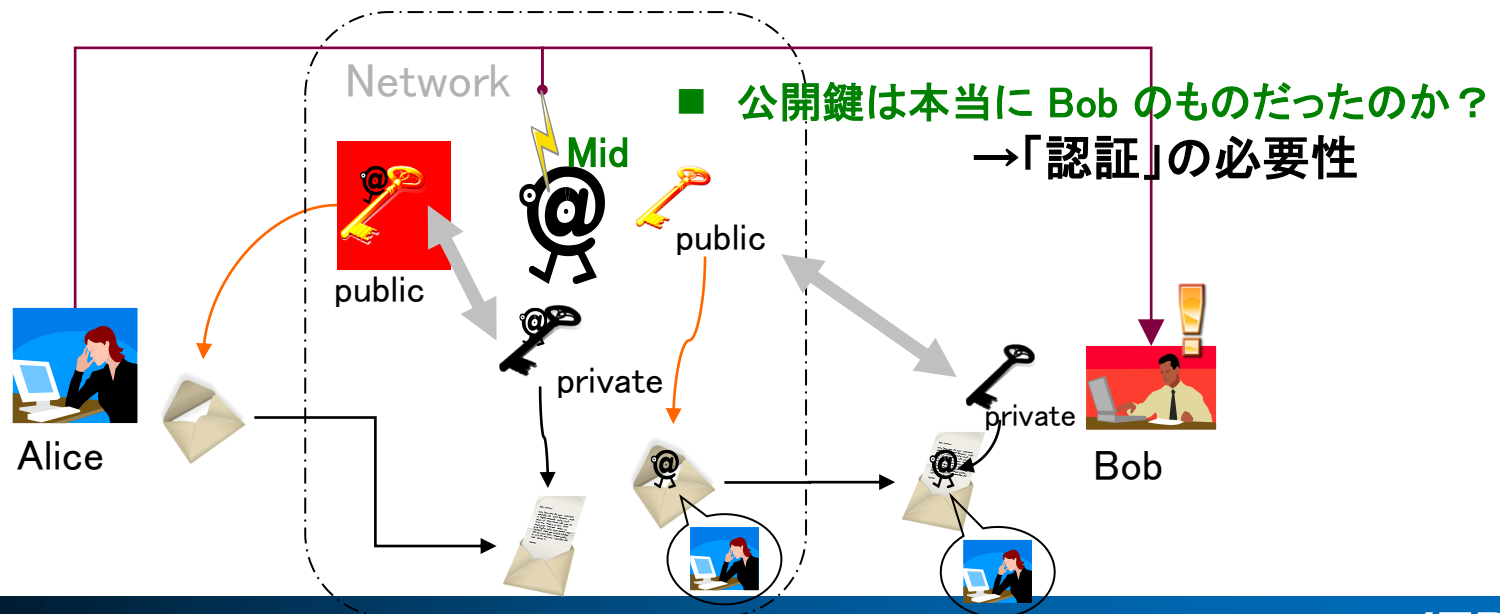 Network
■ 公開鍵は本当に Bob のものだったのか?
→「認証」の必要性
Mid
public
public
private
private
Alice
Bob